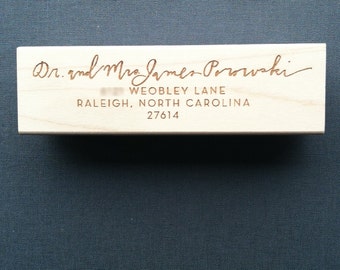 Dr. and Mrs James Porowski
WEOBLEY LANE
RALEIGH, NORTH CAROLINA
27614